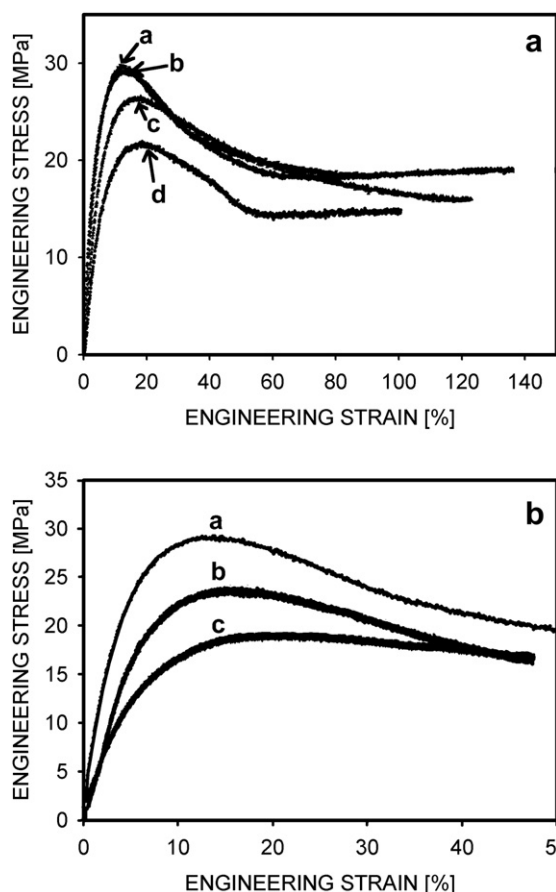 a
a
b
c
d
ENGINEERING STRESS [MPa]
30
20
10
0
0 20 40 60 80 100 120 140
ENGINEERING STRAIN [%]
b
a
b
c
ENGINEERING STRESS [MPa]
35
30
25
20
15
10
5
0
0 10 20 30 40 5
ENGINEERING STRAIN [%]